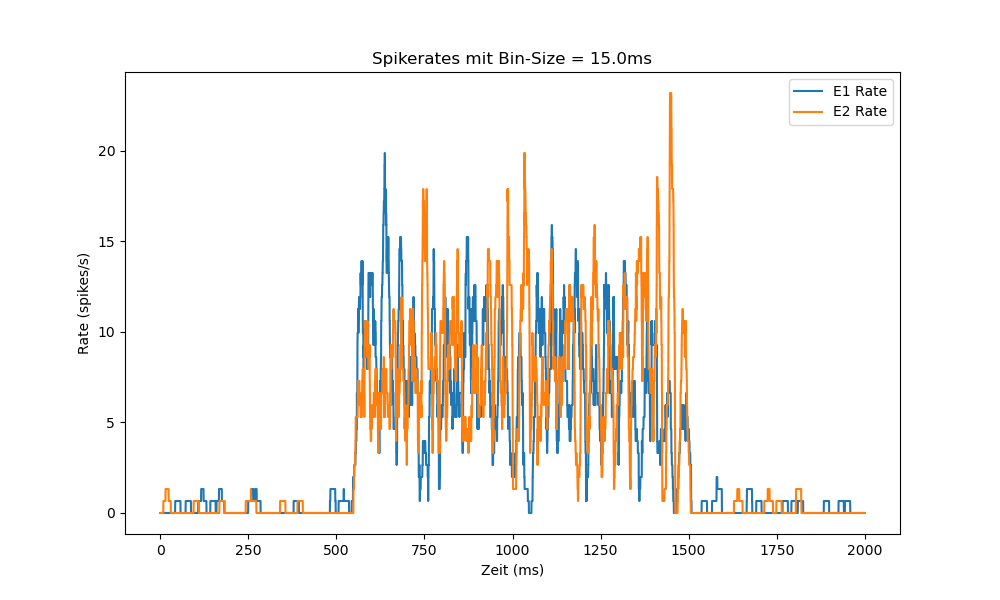 Spikerates mit Bin-Size = 15.0ms
E1 Rate
E2 Rate
Rate (spikes/s)
20
15
10
5
0
0 250 500 750 1000 1250 1500 1750 2000
Zeit (ms)